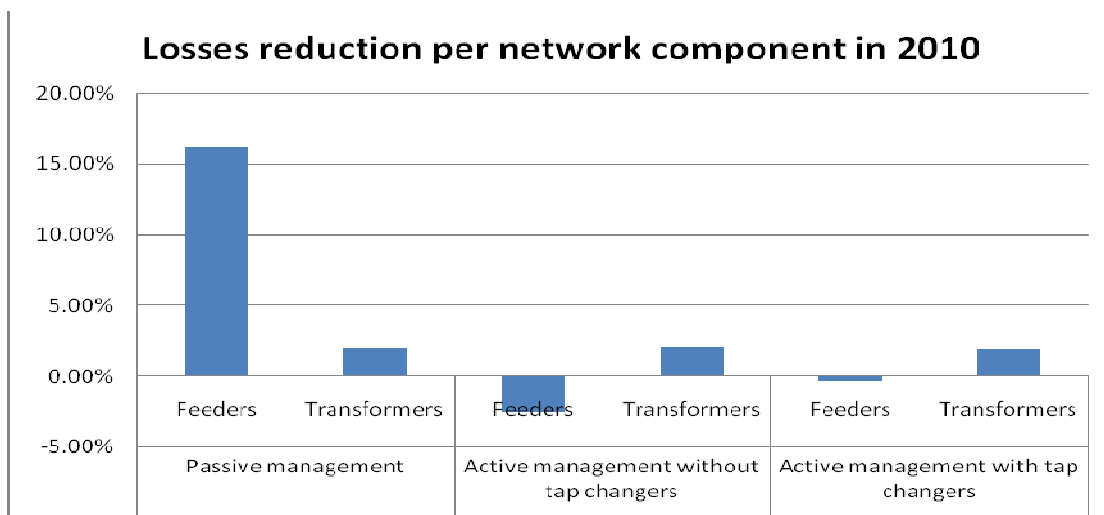 Losses reduction per network component in 2010
20.00%
15.00%
10.00%
5.00%
0.00%
-5.00%
Feeders
Transformers
Feeders
Transformers
Feeders
Transformers
Passive management
Active management without
tap changers
Active management with tap
changers